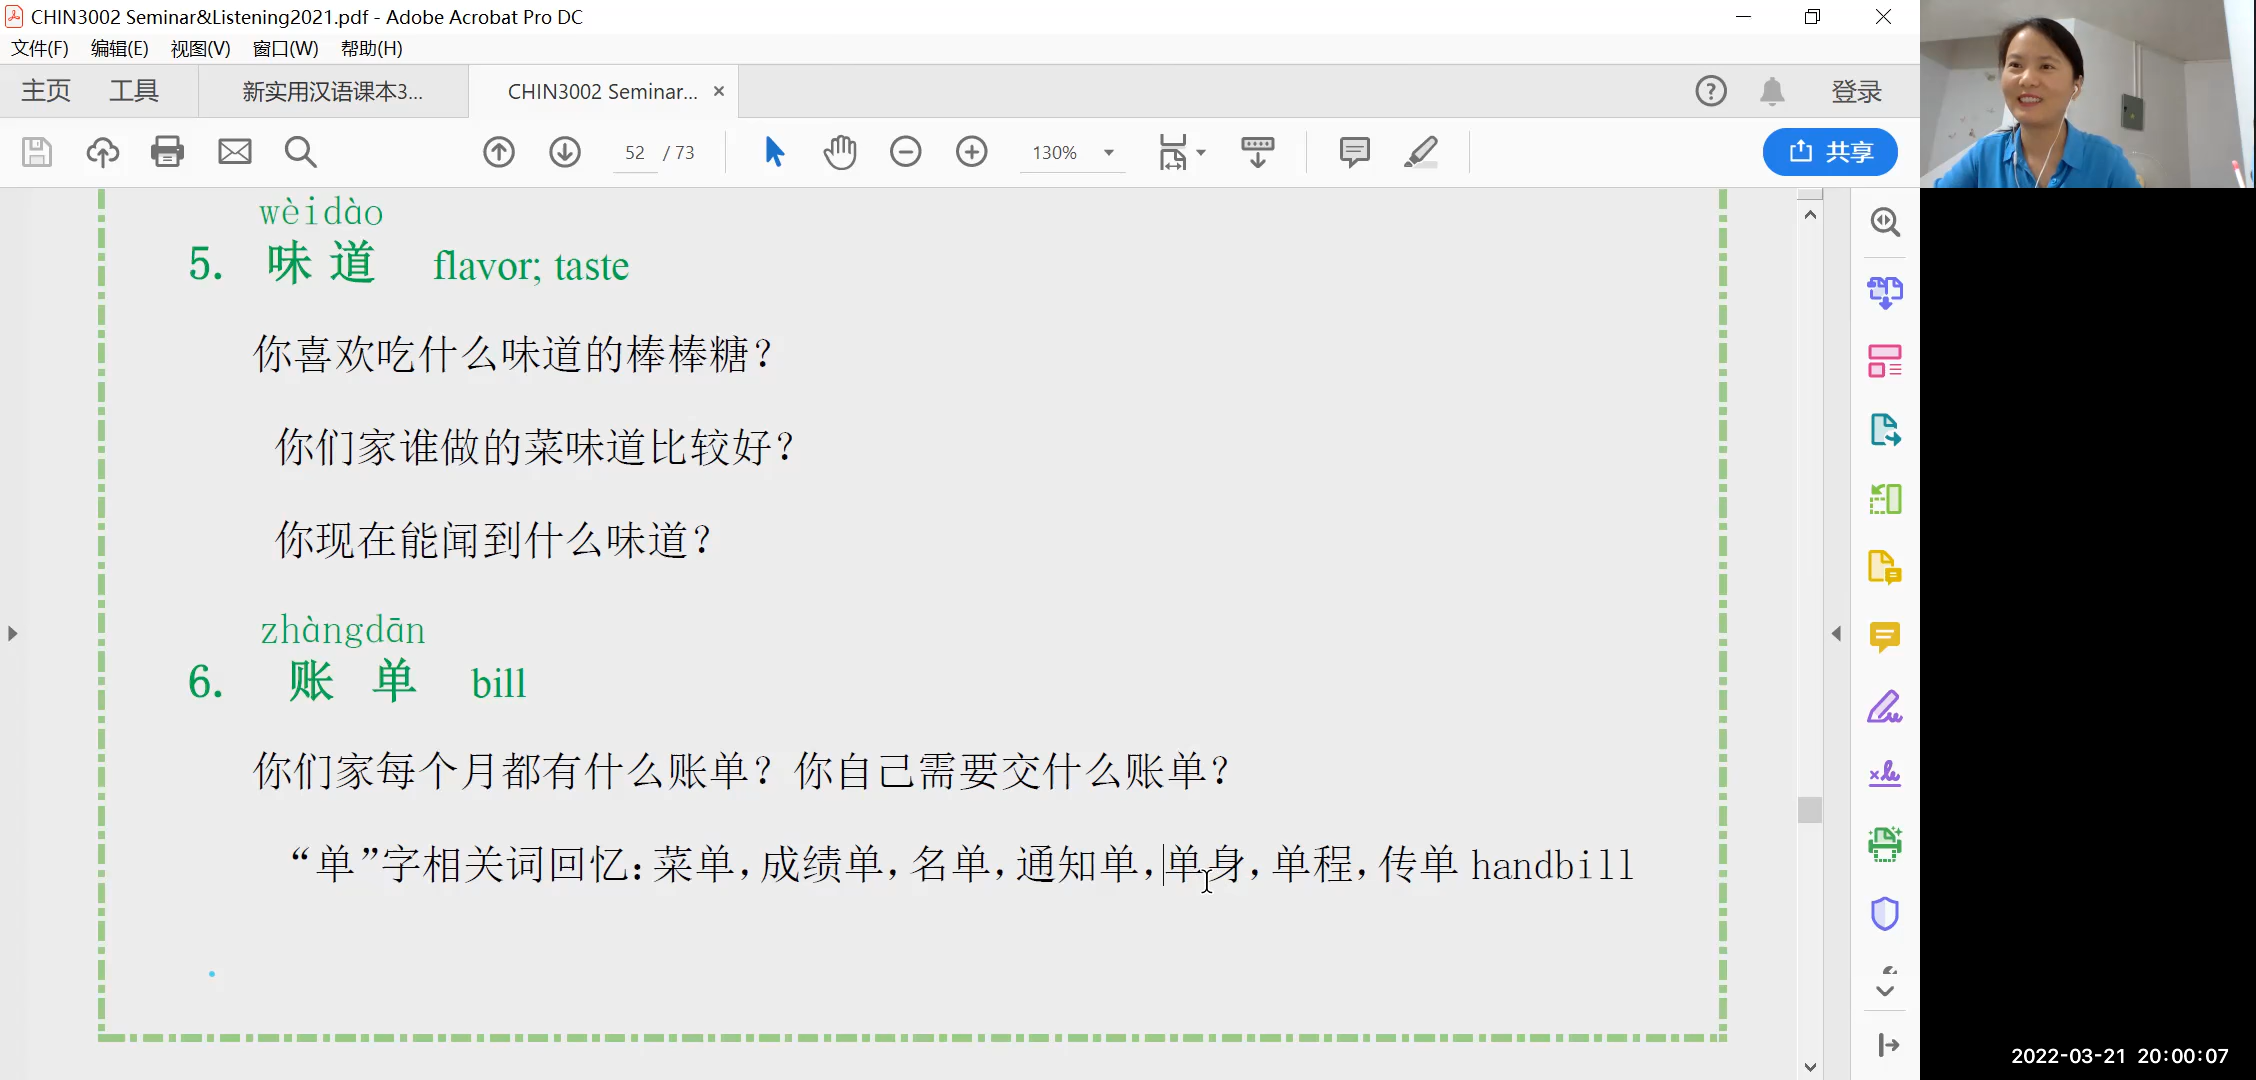 CHIN3002 Seminar&Listening2021.pdf - Adobe Acrobat Pro DC
文件(F) 编辑(E) 视图(V) 窗口(W) 帮助(H)
主页 工具 新实用汉语课本3... CHIN3002 Seminar... × 登录
52 / 73 130% 共享
wèidào
5. 味道 flavor; taste
你喜欢吃什么味道的棒棒糖？
你们家谁做的菜味道比较好？
你现在能闻到什么味道？
zhàngdān
6. 账单 bill
你们家每个月都有什么账单？你自己需要交什么账单？
“单”字相关词回忆：菜单，成绩单，名单，通知单，单身，单程，传单 handbill
2022-03-21 20:00:07